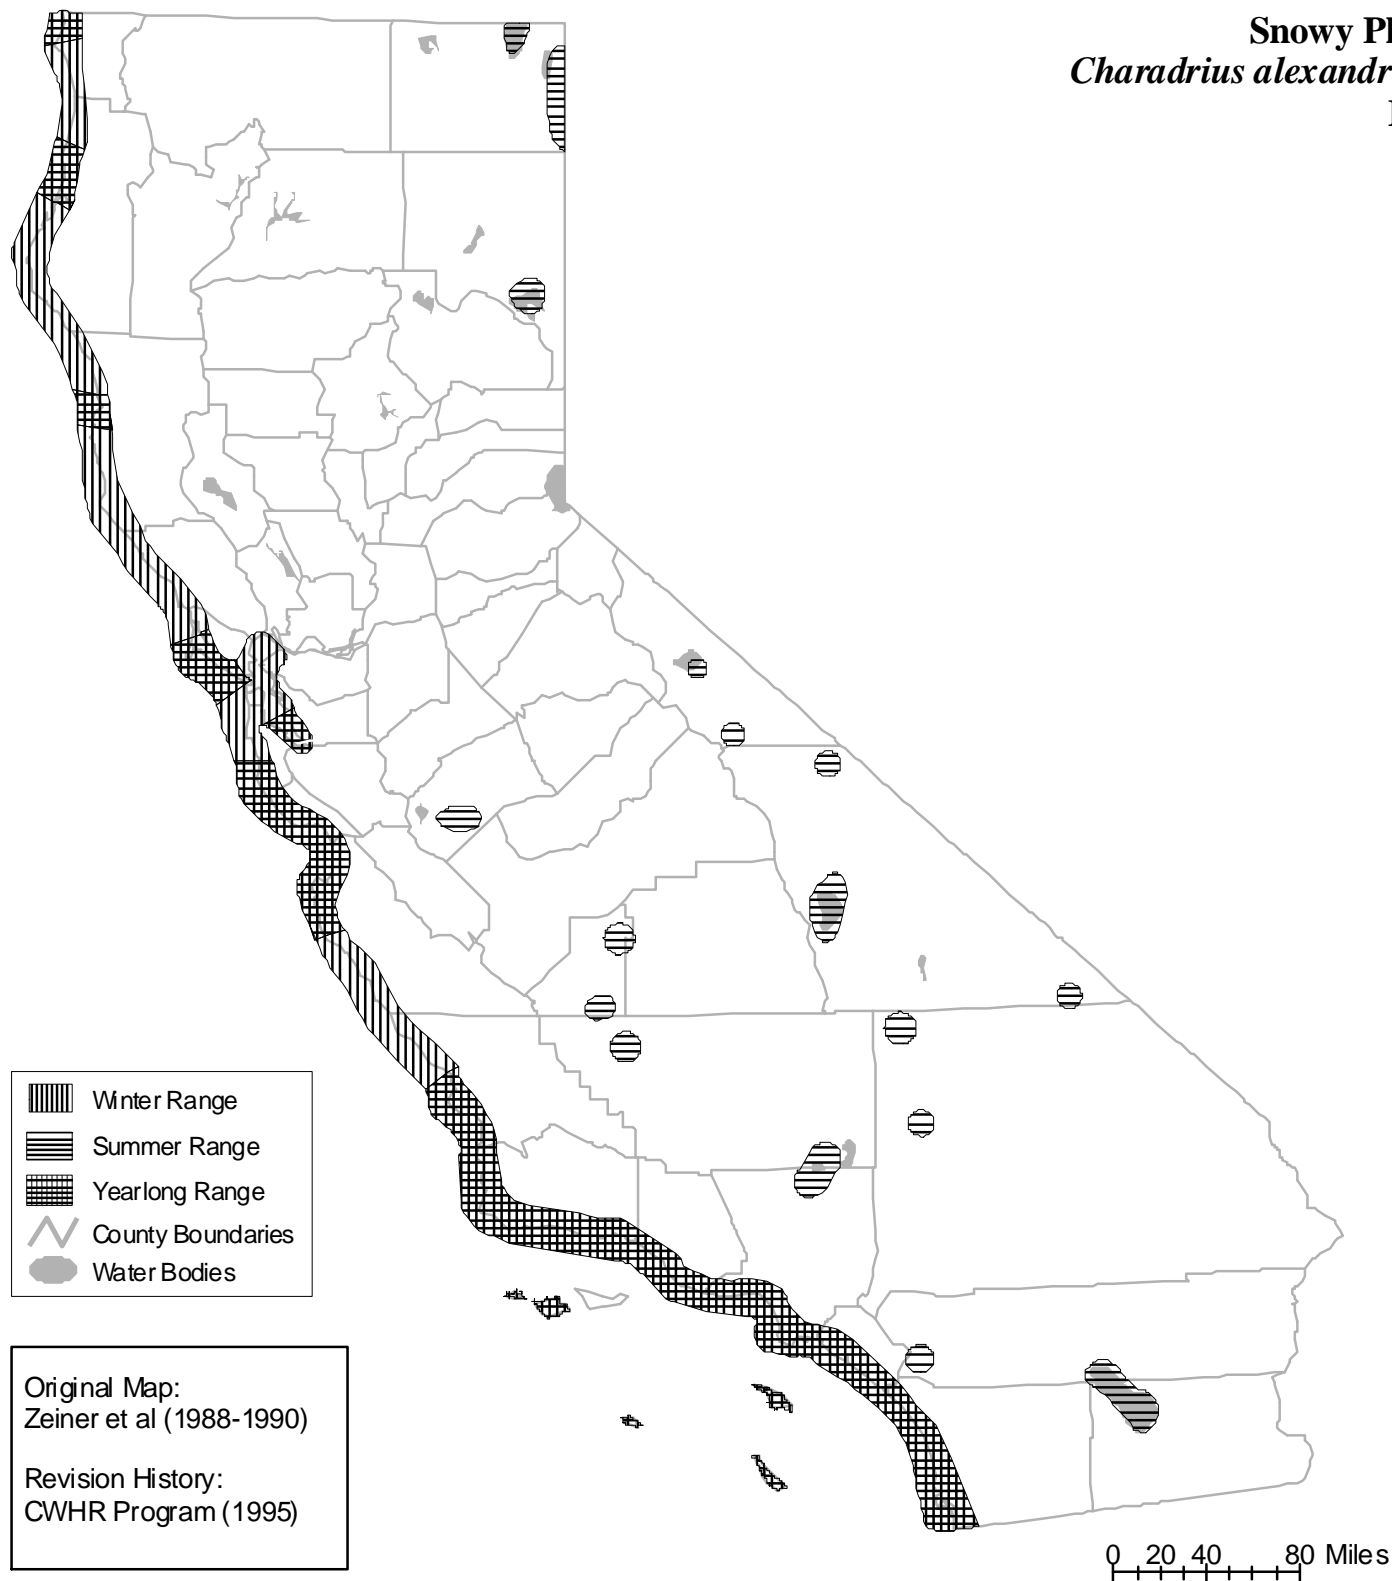 Snowy Pl
Charadrius alexandr
Winter Range
Summer Range
Yearlong Range
County Boundaries
Water Bodies
Original Map:
Zeiner et al (1988-1990)
Revision History:
CWHR Program (1995)
0 20 40 80 Miles